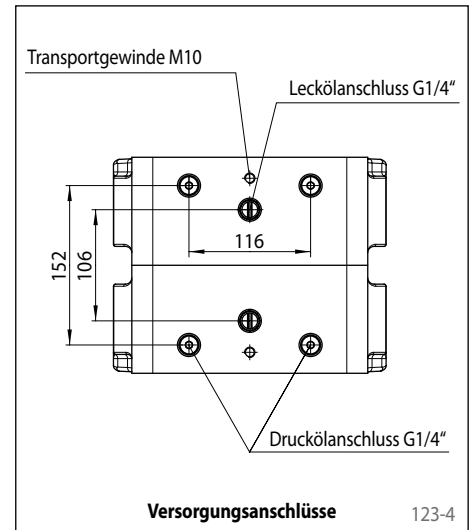 Transportgewinde M10
Leckölanschluss G1/4“
116
152
106
Druckölanschluss G1/4“
Versorgungsanschlüsse
123-4